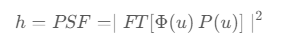 h = PSF =| FT[Φ(u) P(u)] |²